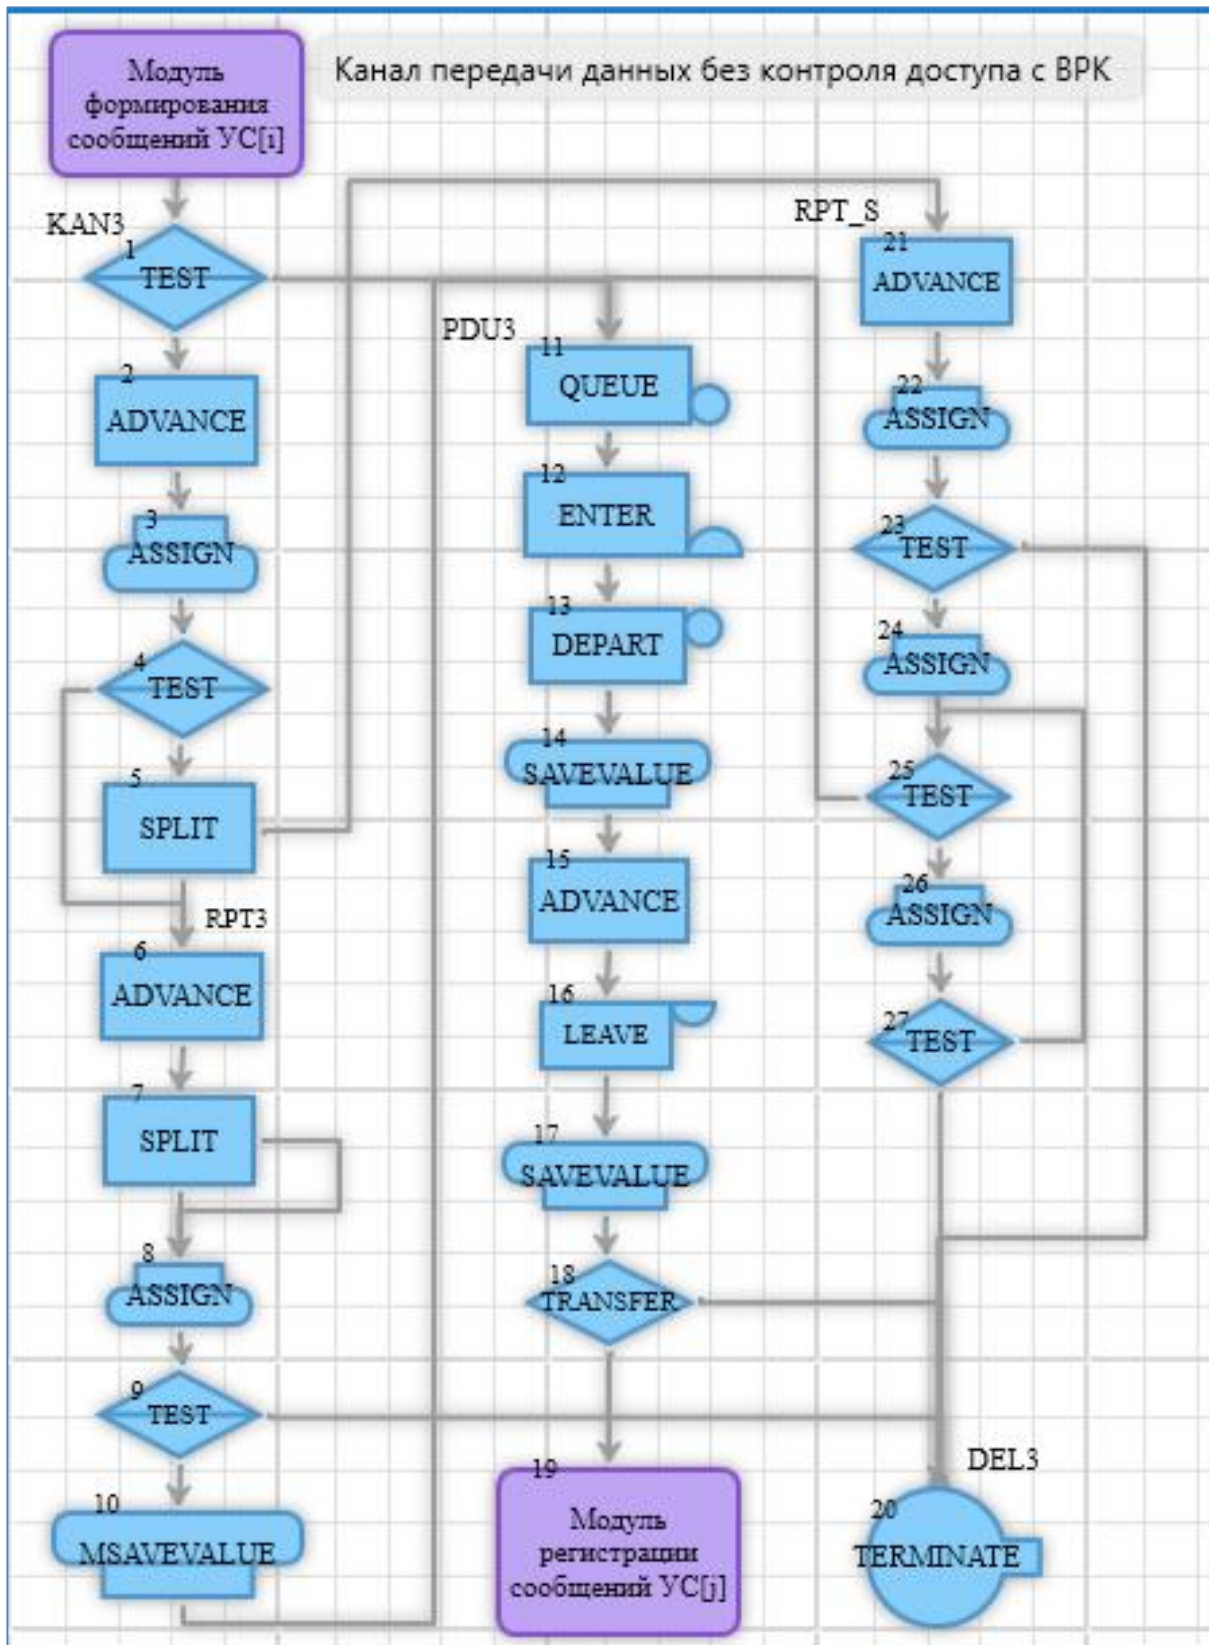 Модуль
формирования
сообщений УС[i]
Канал передачи данных без контроля доступа с ВРК
KAN3
1
TEST
2
ADVANCE
3
ASSIGN
4
TEST
5
SPLIT
RPT3
6
ADVANCE
7
SPLIT
8
ASSIGN
9
TEST
10
MSAVEVALUE
PDU3
11
QUEUE
12
ENTER
13
DEPART
14
SAVEVALUE
15
ADVANCE
16
LEAVE
17
SAVEVALUE
18
TRANSFER
19
Модуль
регистрации
сообщений УС[j]
RPT_S
21
ADVANCE
22
ASSIGN
23
TEST
24
ASSIGN
25
TEST
26
ASSIGN
27
TEST
DEL3
20
TERMINATE